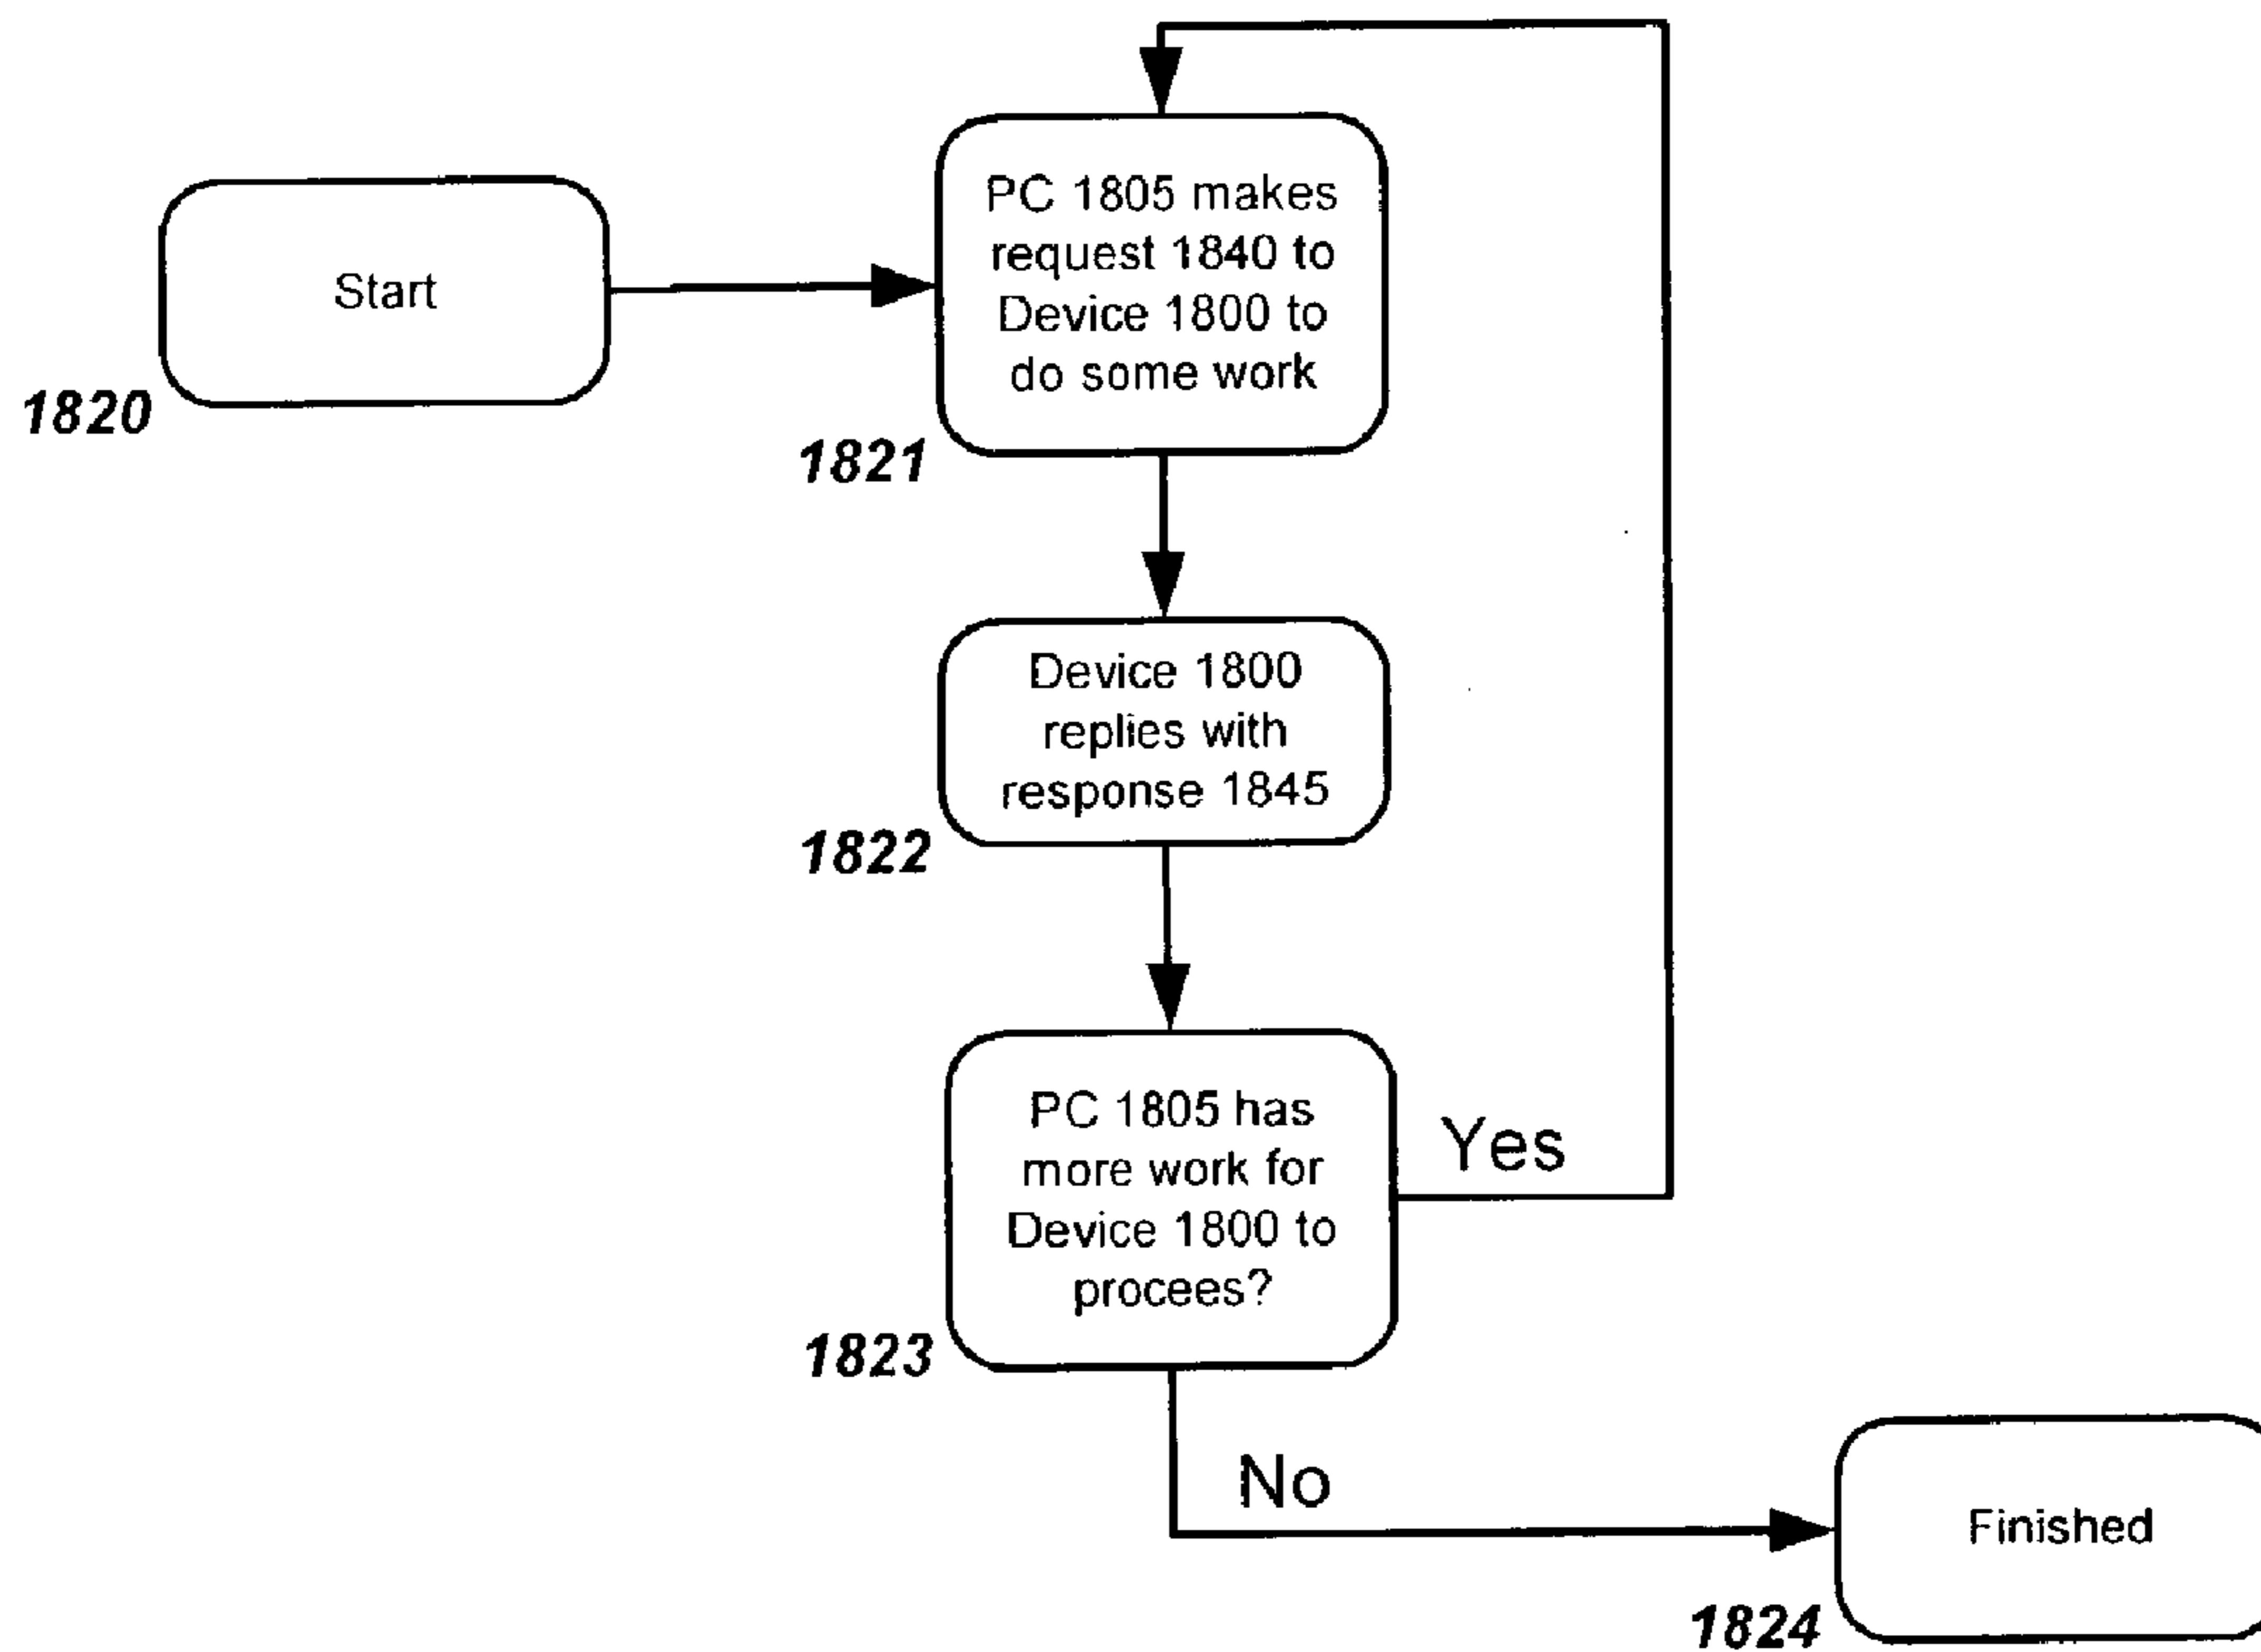 Start
1820
PC 1805 makes
request 1840 to
Device 1800 to
do some work
1821
Device 1800
replies with
response 1845
1822
PC 1805 has
more work for
Device 1800 to
procees?
1823
Yes
No
Finished
1824